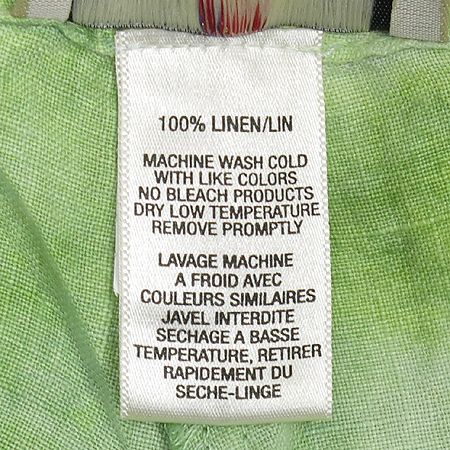 100% LINEN/LIN
MACHINE WASH COLD
WITH LIKE COLORS
NO BLEACH PRODUCTS
DRY LOW TEMPERATURE
REMOVE PROMPTLY
LAVAGE MACHINE
A FROID AVEC
COULEURS SIMILAIRES
JAVEL INTERDITE
SECHAGE A BASSE
TEMPERATURE, RETIRER
RAPIDEMENT DU
SECHE-LINGE